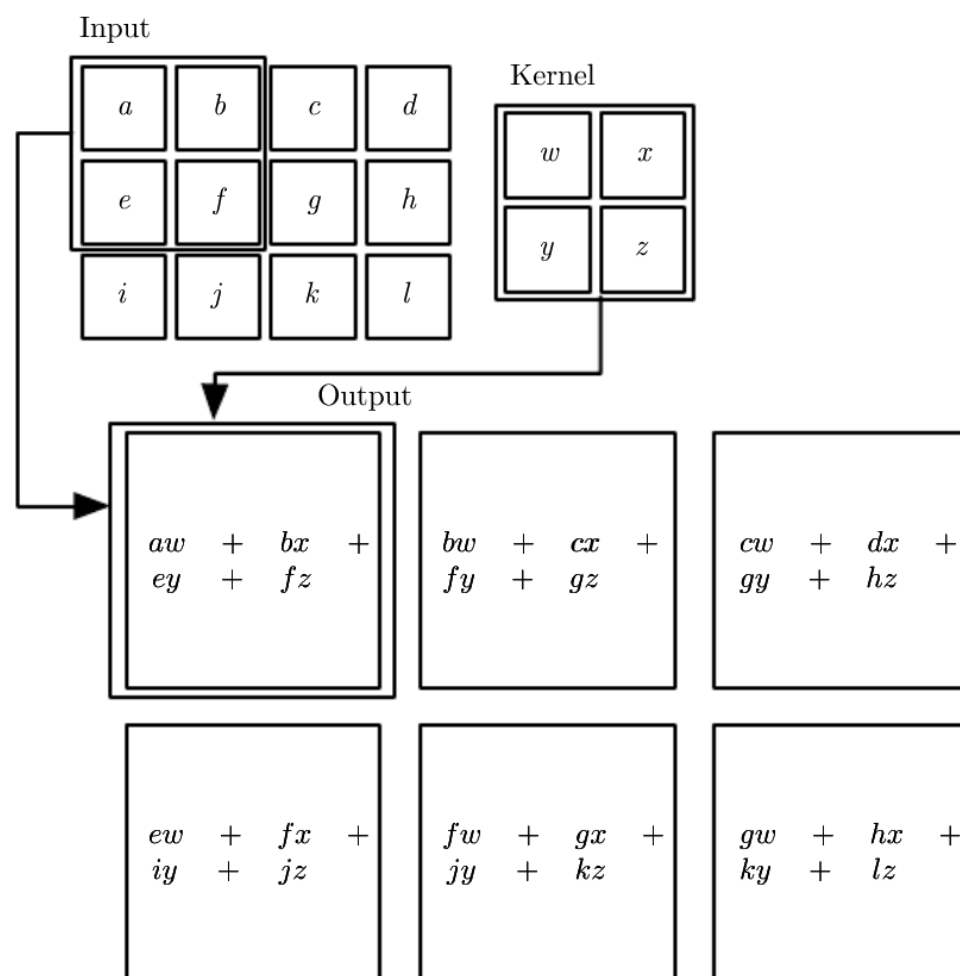 Input
Kernel
a b c d
w x
e f g h
y z
i j k l
Output
aw + bx +
ey + fz
bw + cx +
fy + gz
cw + dx +
gy + hz
ew + fx +
iy + jz
fw + gx +
jy + kz
gw + hx +
ky + lz